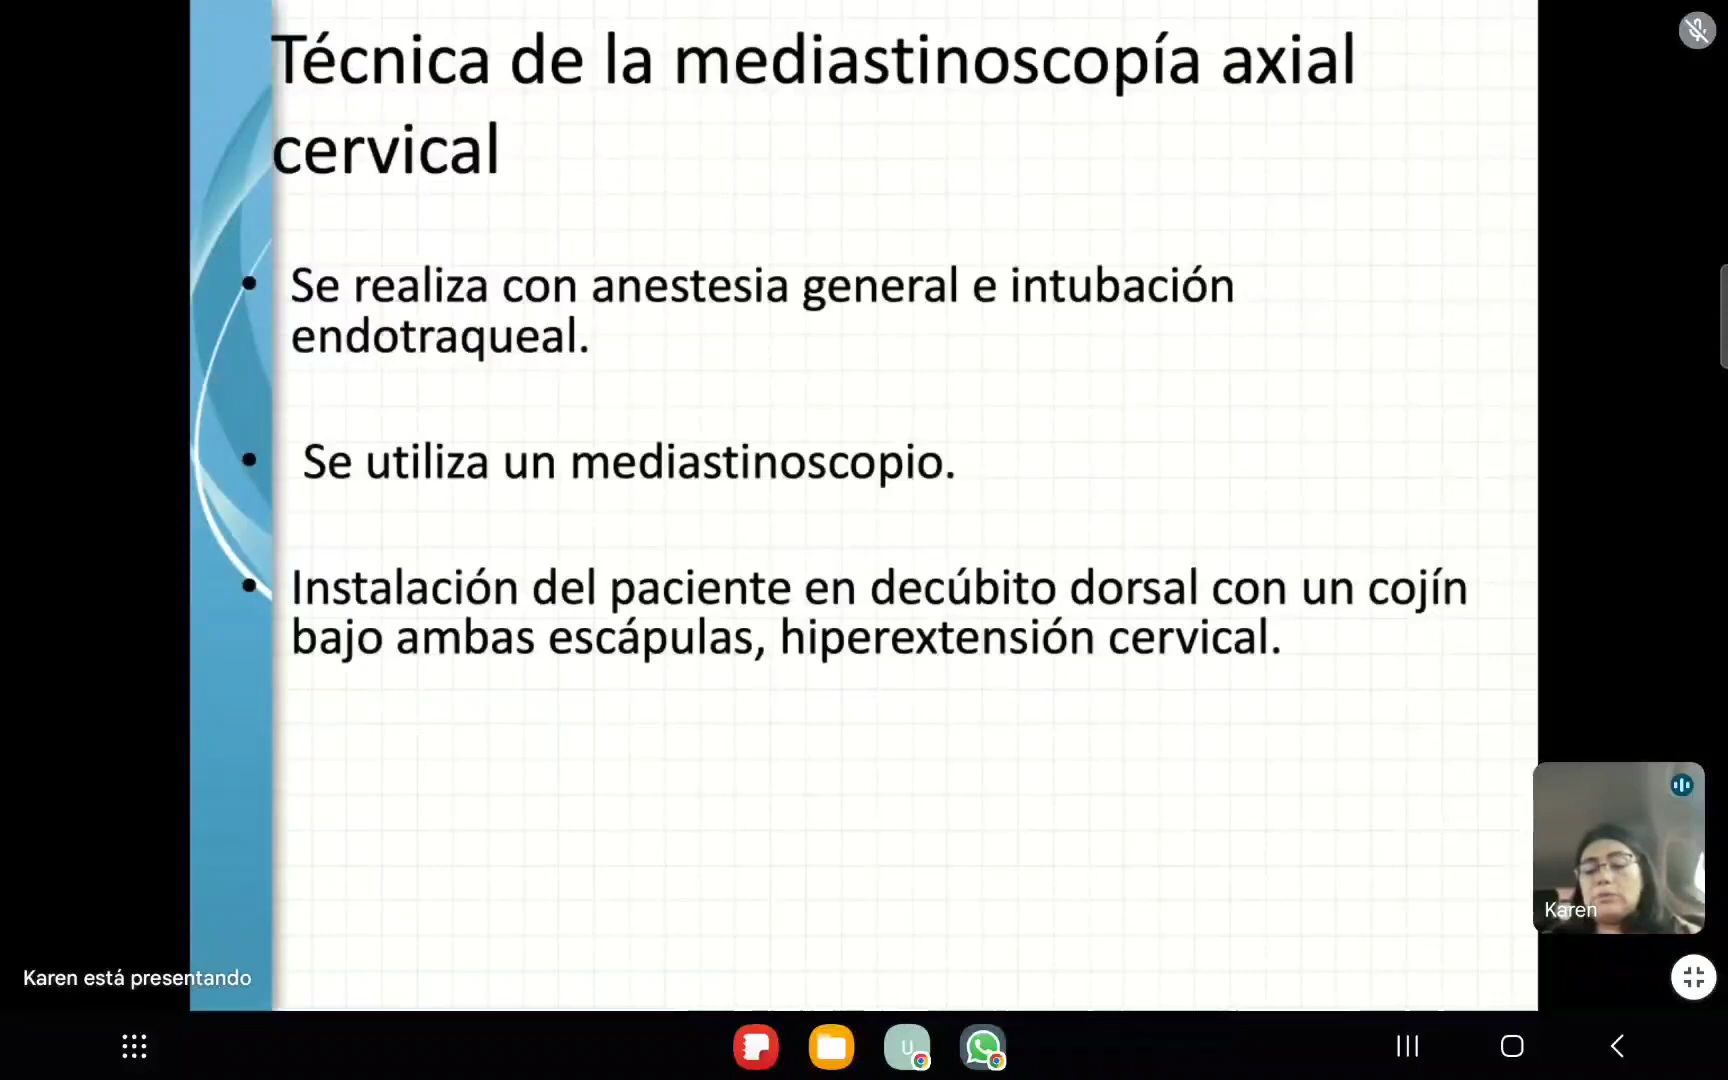 Técnica de la mediastinoscopía axial
cervical
• Se realiza con anestesia general e intubación
endotraqueal.
• Se utiliza un mediastinoscopio.
• Instalación del paciente en decúbito dorsal con un cojín
bajo ambas escápulas, hiperextensión cervical.
Karen
Karen está presentando
U